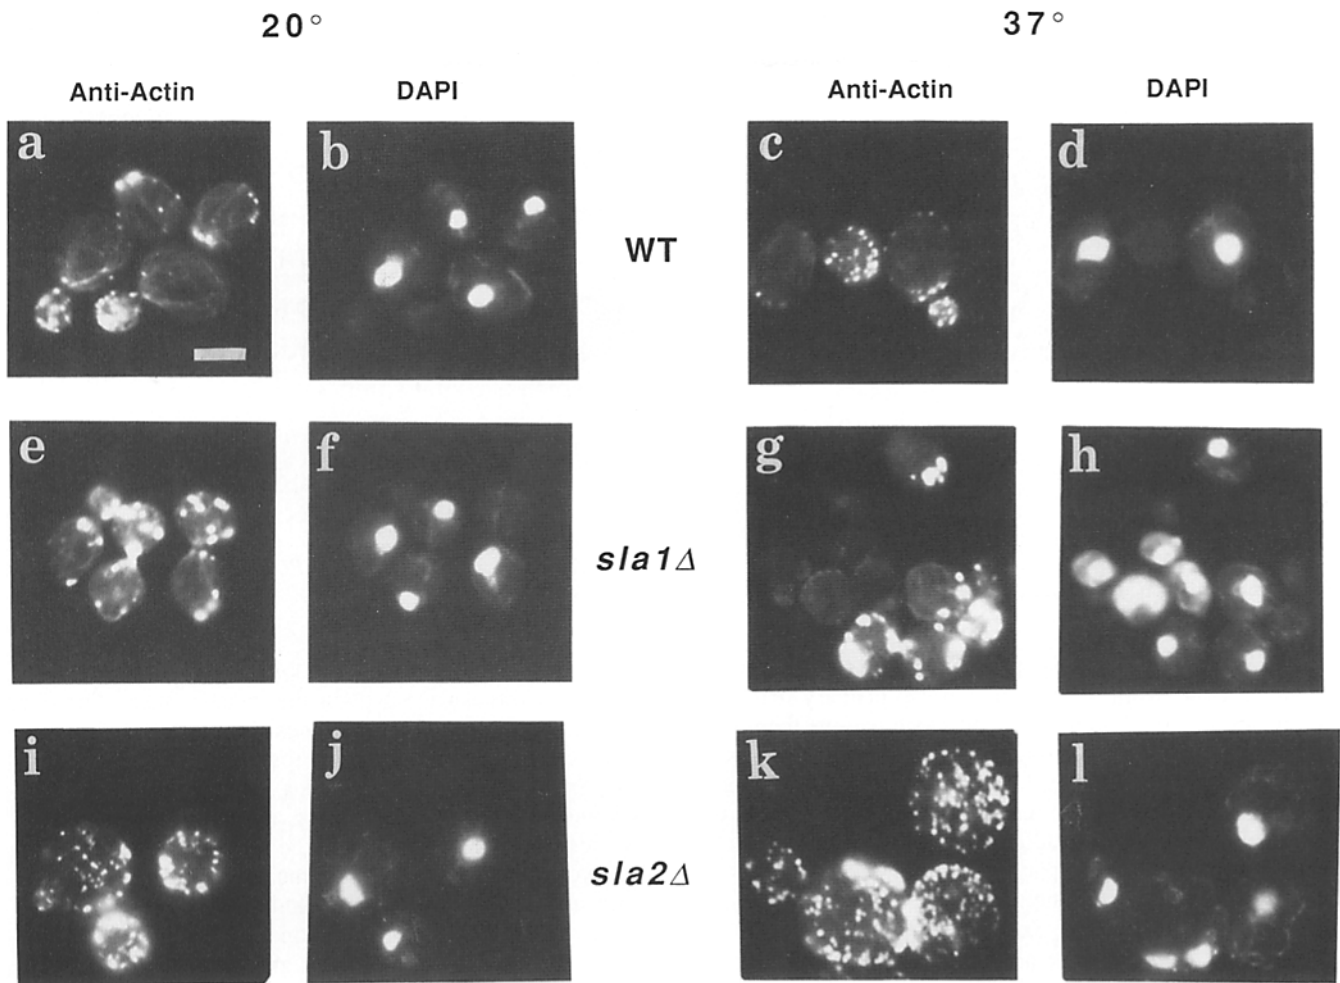 20° 37°
Anti-Actin DAPI Anti-Actin DAPI
a b WT c d
e f sla1Δ g h
i j sla2Δ k l